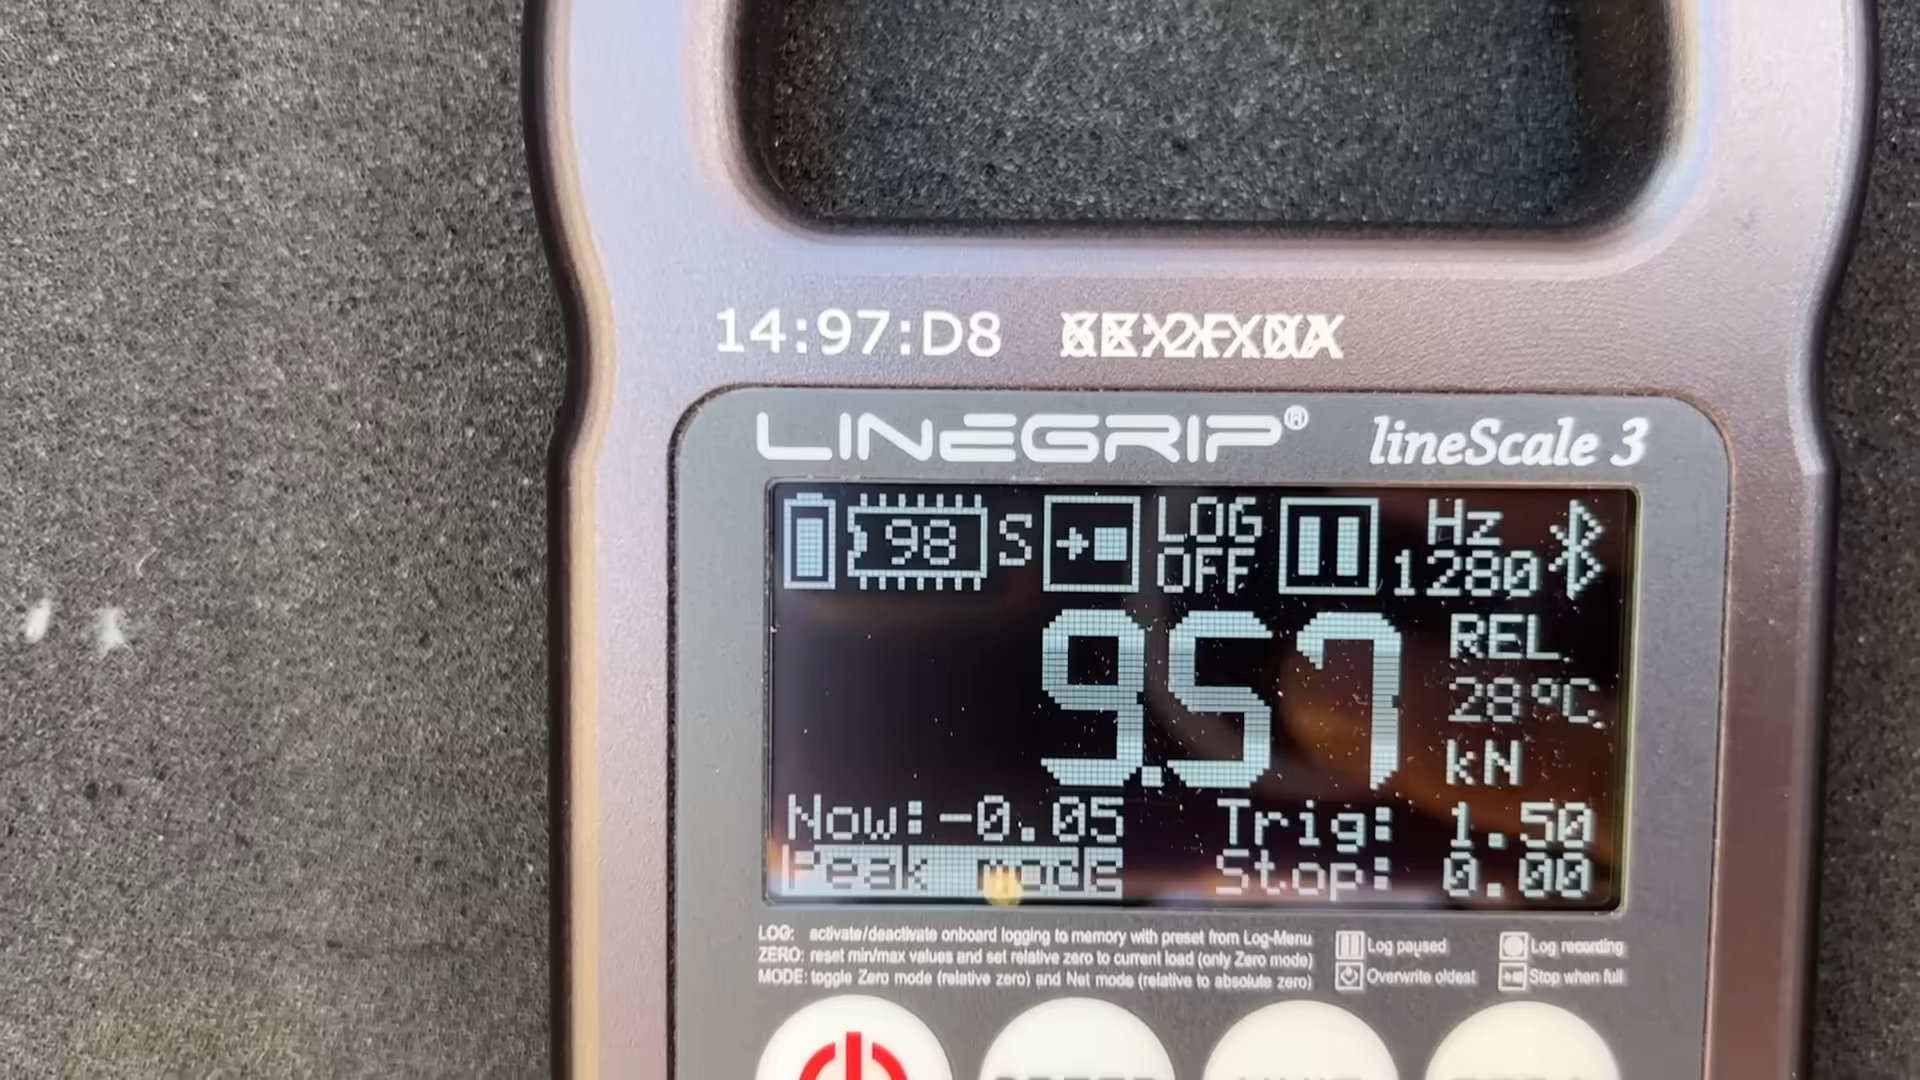 14:97:D8
LINEGRIP® lineScale 3
98 S LOG OFF Hz 1280
9.57 REL.
28°C
kN
Now:-0.05 Trig: 1.50
Peak mode Stop: 0.00
LOG: activate/deactivate onboard logging to memory with preset from Log-Menu
ZERO: reset min/max values and set relative zero to current load (only Zero mode)
MODE: toggle Zero mode (relative zero) and Net mode (relative to absolute zero)
Log paused Log recording
Overwrite oldest Stop when full